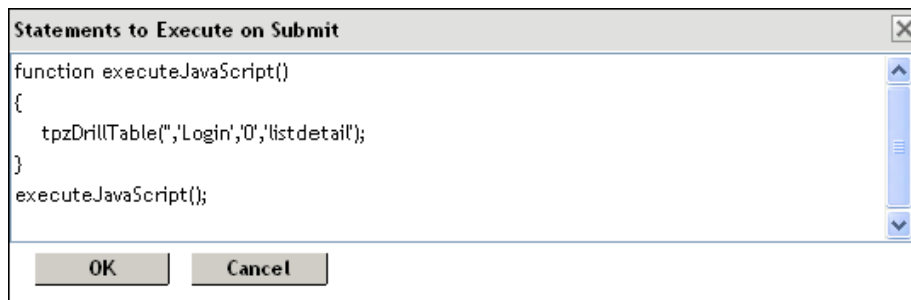 Statements to Execute on Submit
function executeJavaScript()
{
tpzDrillTable('','Login','0','listdetail');
}
executeJavaScript();
OK
Cancel